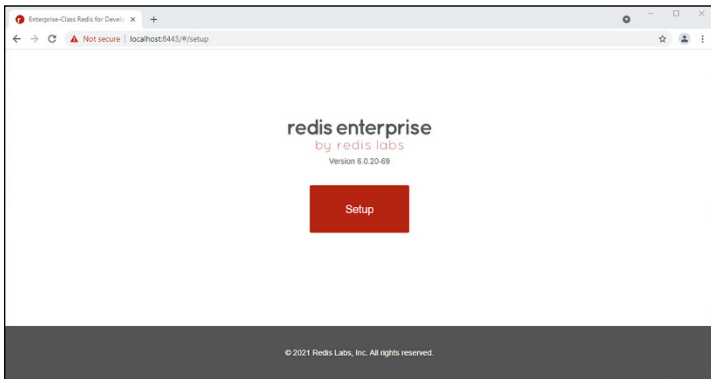 Enterprise-Class Redis for Develo
Not secure | localhost:8443/#/setup
redis enterprise
by redis labs
Version 6.0.20-69
Setup
© 2021 Redis Labs, Inc. All rights reserved.